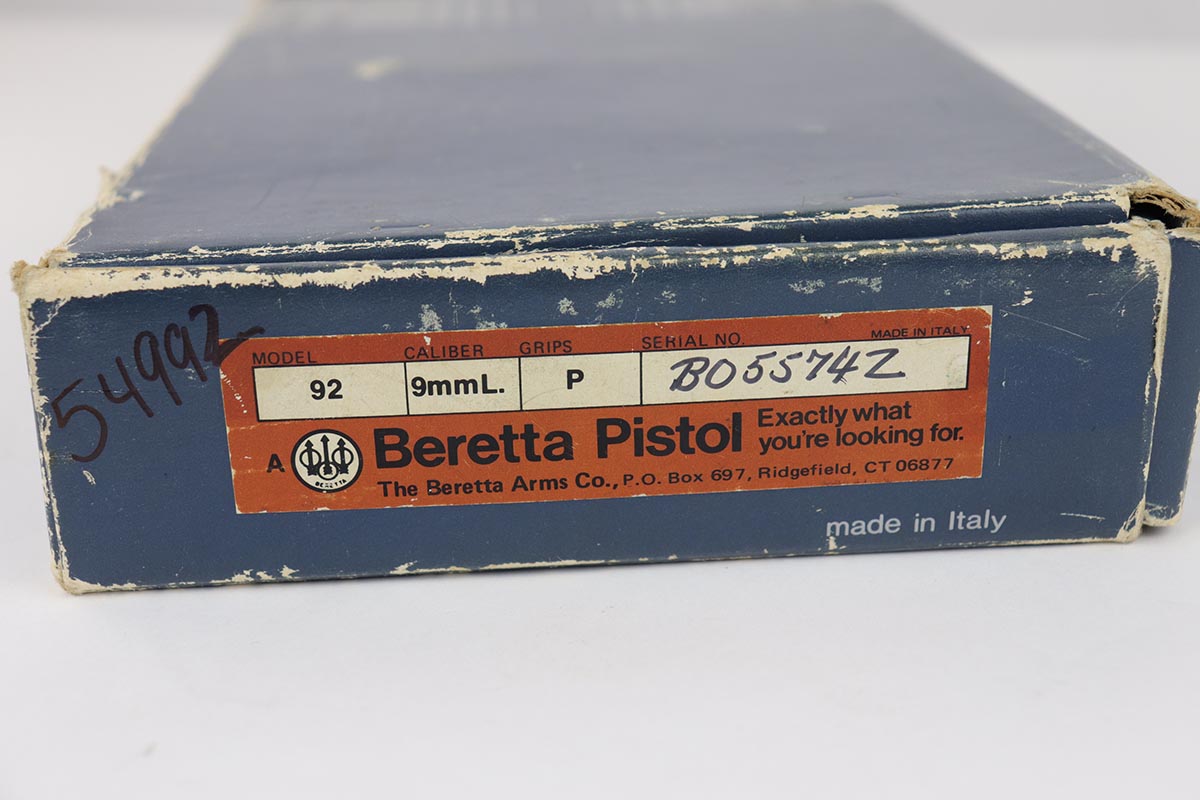 54992
MODEL CALIBER GRIPS SERIAL NO. MADE IN ITALY
92 9mmL. P B05574Z
A BERETTA Beretta Pistol Exactly what
you're looking for.
The Beretta Arms Co., P.O. Box 697, Ridgefield, CT 06877
made in Italy